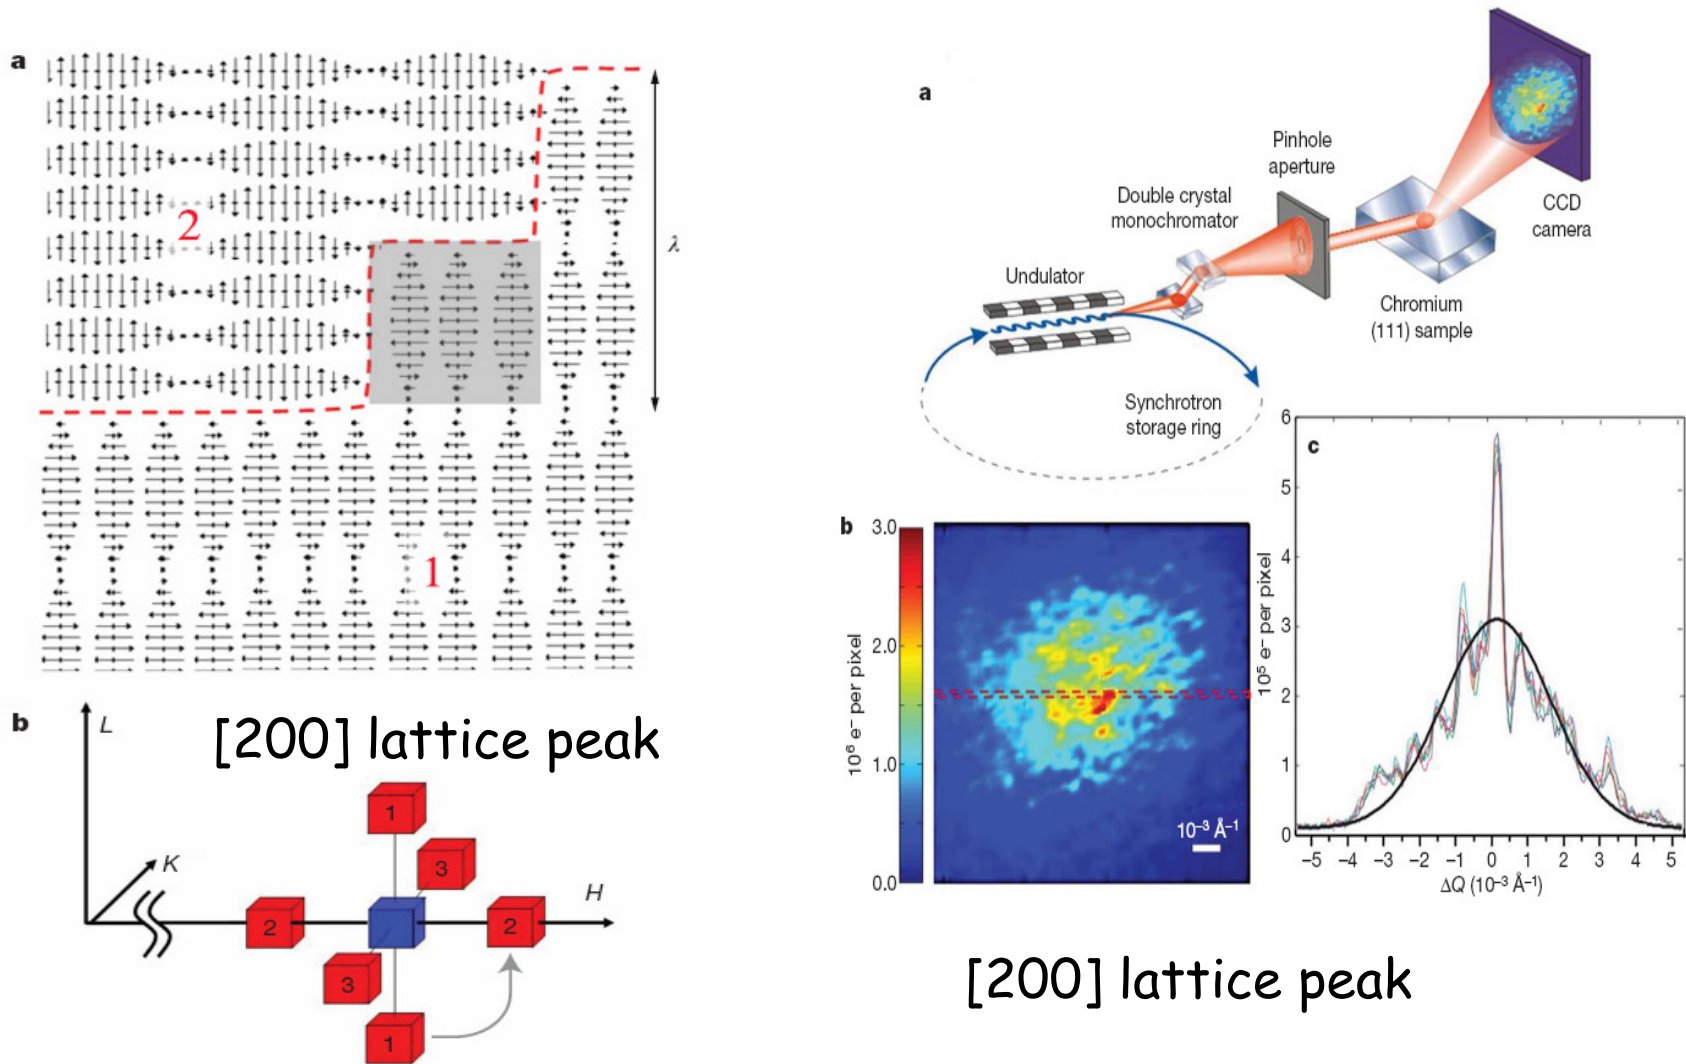 a
2
λ
1
b
L
[200] lattice peak
1
K
3
H
2
2
3
1
a
Pinhole
aperture
Double crystal
monochromator
CCD
camera
Undulator
Chromium
(111) sample
Synchrotron
storage ring
b
3.0
2.0
1.0
0.0
10⁶ e⁻ per pixel
10⁻³ Å⁻¹
c
6
5
4
3
2
1
0
10⁵ e⁻ per pixel
−5 −4 −3 −2 −1 0 1 2 3 4 5
ΔQ (10⁻³ Å⁻¹)
[200] lattice peak